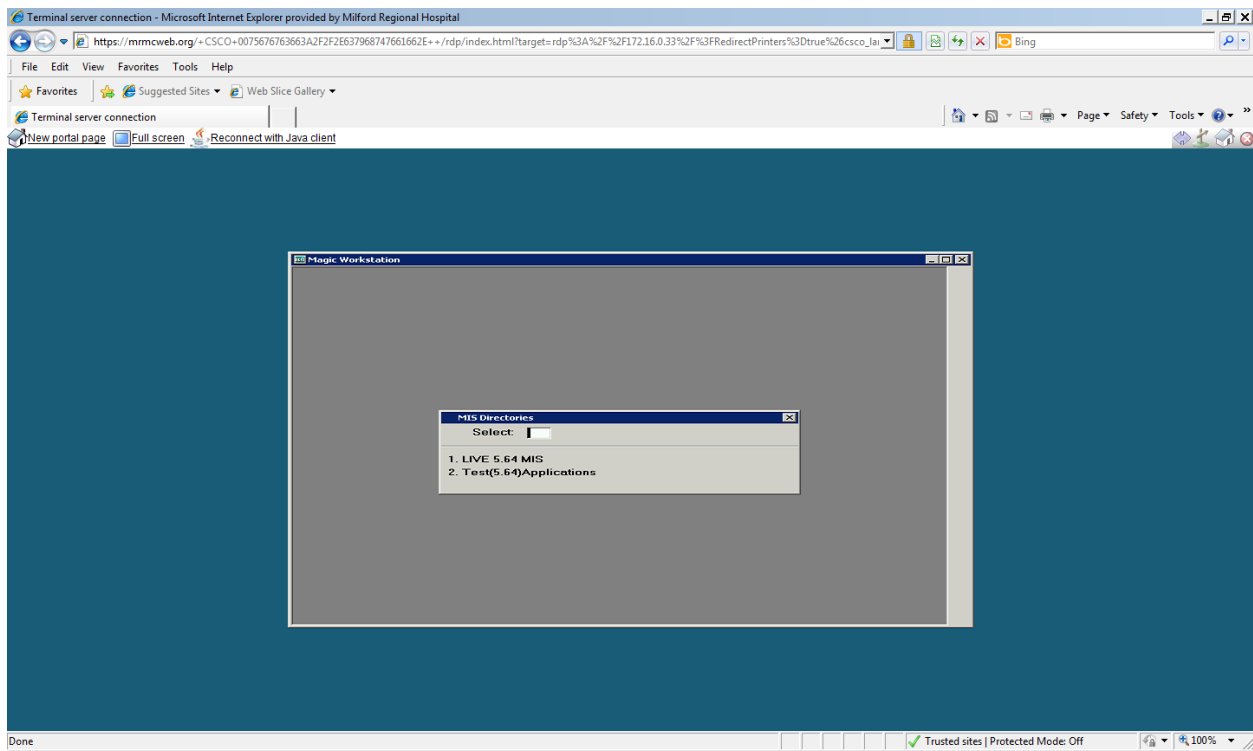 Terminal server connection - Microsoft Internet Explorer provided by Milford Regional Hospital
https://mrmcweb.org/+CSCO+0075676763663A2F2F2E637968747661662E++/rdp/index.html?target=rdp%3A%2F%2F172.16.0.33%2F%3FRedirectPrinters%3Dtrue%26csco_lai
Bing
File Edit View Favorites Tools Help
Favorites Suggested Sites Web Slice Gallery
Terminal server connection
Page Safety Tools
New portal page Full screen Reconnect with Java client
Magic Workstation
MIS Directories
Select:
1. LIVE 5.64 MIS
2. Test(5.64)Applications
Done
Trusted sites | Protected Mode: Off
100%